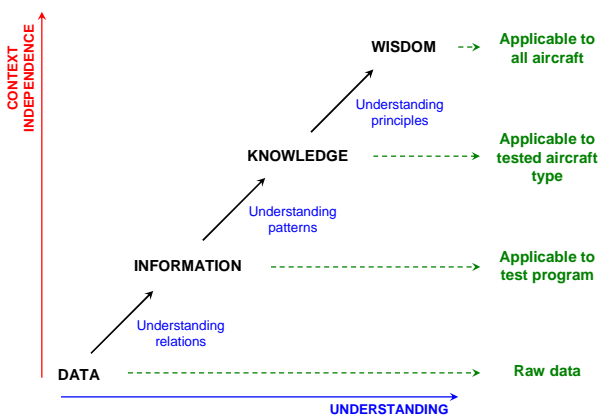 WISDOM
Applicable to
all aircraft
CONTEXT
INDEPENDENCE
Understanding
principles
KNOWLEDGE
Applicable to
tested aircraft
type
Understanding
patterns
INFORMATION
Applicable to
test program
Understanding
relations
DATA
Raw data
UNDERSTANDING